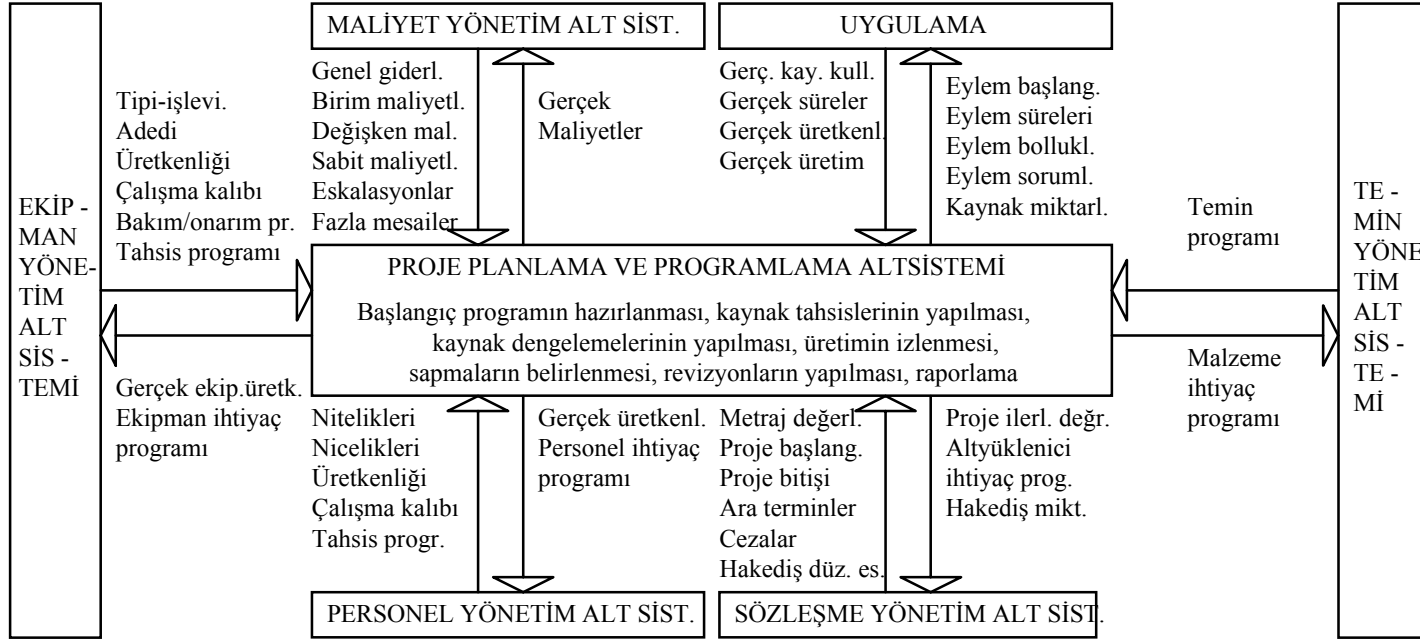 MALİYET YÖNETİM ALT SİST.
UYGULAMA
EKİP -
MAN
YÖNE-
TİM
ALT
SİS -
TEMİ
Tipi-işlevi.
Adedi
Üretkenliği
Çalışma kalıbı
Bakım/onarım pr.
Tahsis programı
Genel giderl.
Birim maliyetl.
Değişken mal.
Sabit maliyetl.
Eskalasyonlar
Fazla mesailer
Gerçek
Maliyetler
Gerç. kay. kull.
Gerçek süreler
Gerçek üretkenl.
Gerçek üretim
Eylem başlang.
Eylem süreleri
Eylem bollukl.
Eylem soruml.
Kaynak miktarl.
Temin
programı
TE -
MİN
YÖNE
TİM
ALT
SİS -
TE -
Mİ
PROJE PLANLAMA VE PROGRAMLAMA ALTSİSTEMİ
Başlangıç programın hazırlanması, kaynak tahsislerinin yapılması,
kaynak dengelemelerinin yapılması, üretimin izlenmesi,
sapmaların belirlenmesi, revizyonların yapılması, raporlama
Gerçek ekip.üretk.
Ekipman ihtiyaç
programı
Nitelikleri
Nicelikleri
Üretkenliği
Çalışma kalıbı
Tahsis progr.
Gerçek üretkenl.
Personel ihtiyaç
programı
Metraj değerl.
Proje başlang.
Proje bitişi
Ara terminler
Cezalar
Hakediş düz. es.
Proje ilerl. değr.
Altyüklenici
ihtiyaç prog.
Hakediş mikt.
Malzeme
ihtiyaç
programı
PERSONEL YÖNETİM ALT SİST.
SÖZLEŞME YÖNETİM ALT SİST.